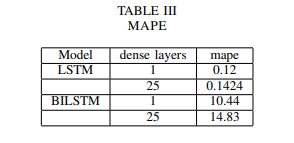 TABLE III
MAPE
Model dense layers mape
LSTM 1 0.12
25 0.1424
BILSTM 1 10.44
25 14.83